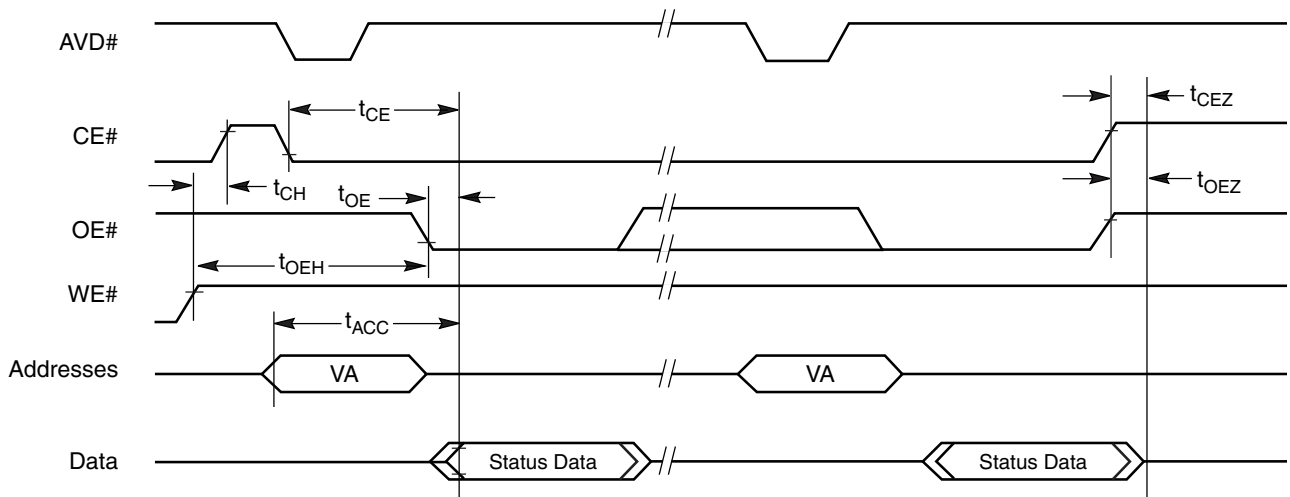 AVD#
t_CE
t_CEZ
CE#
t_CH
t_OE
t_OEZ
OE#
t_OEH
WE#
t_ACC
Addresses
VA
VA
Data
Status Data
Status Data